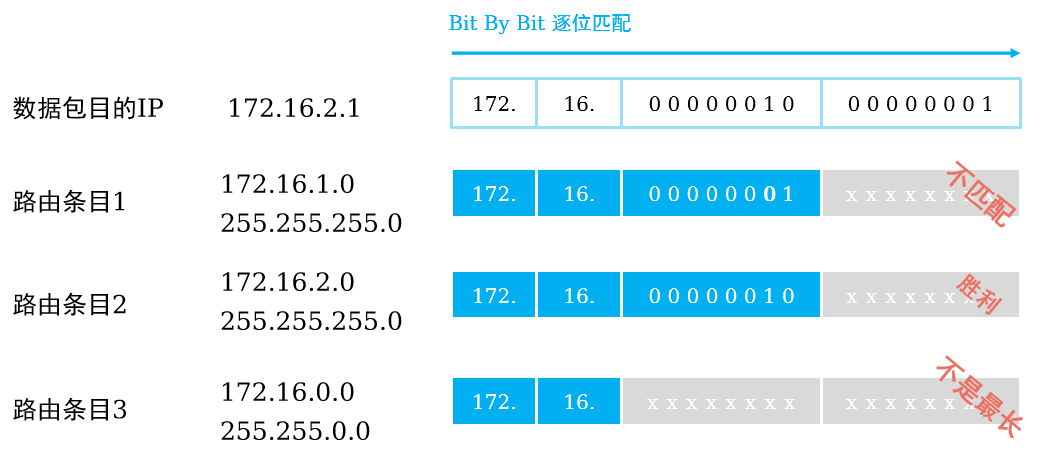 Bit By Bit 逐位匹配
数据包目的IP 172.16.2.1 172. 16. 0 0 0 0 0 0 1 0 0 0 0 0 0 0 0 1
172.16.1.0
路由条目1 172. 16. 0 0 0 0 0 0 0 1 x x x x x x x x 不匹配
255.255.255.0
172.16.2.0
路由条目2 172. 16. 0 0 0 0 0 0 1 0 x x x x x x x x 胜利
255.255.255.0
172.16.0.0
路由条目3 172. 16. x x x x x x x x x x x x x x x x 不是最长
255.255.0.0